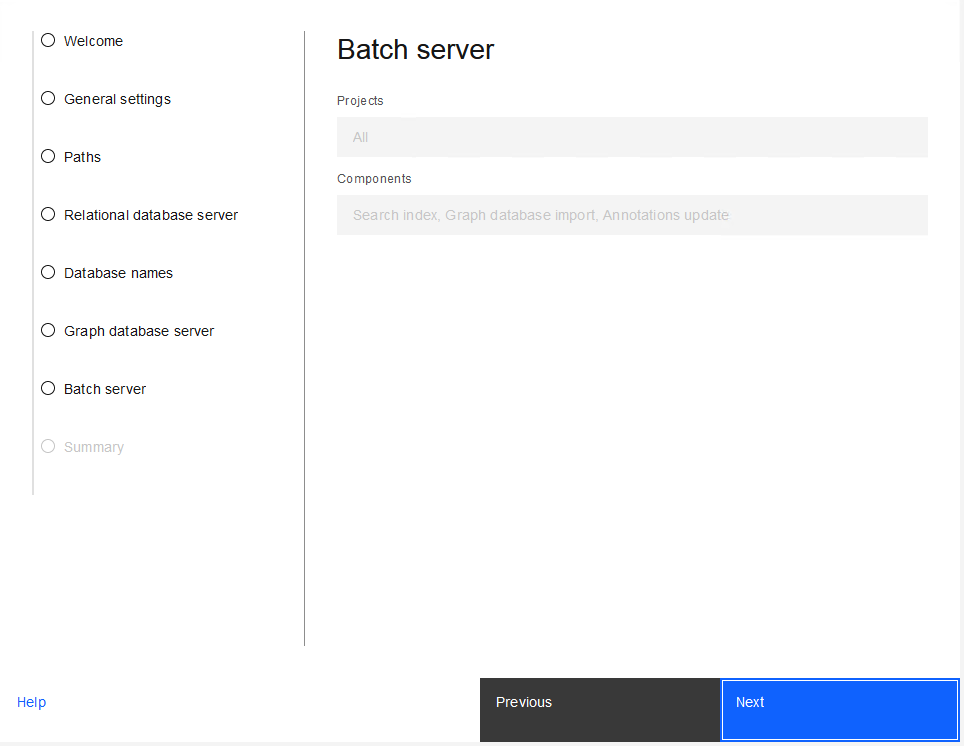 Welcome
General settings
Paths
Relational database server
Database names
Graph database server
Batch server
Summary
Batch server
Projects
All
Components
Search index, Graph database import, Annotations update
Help
Previous
Next